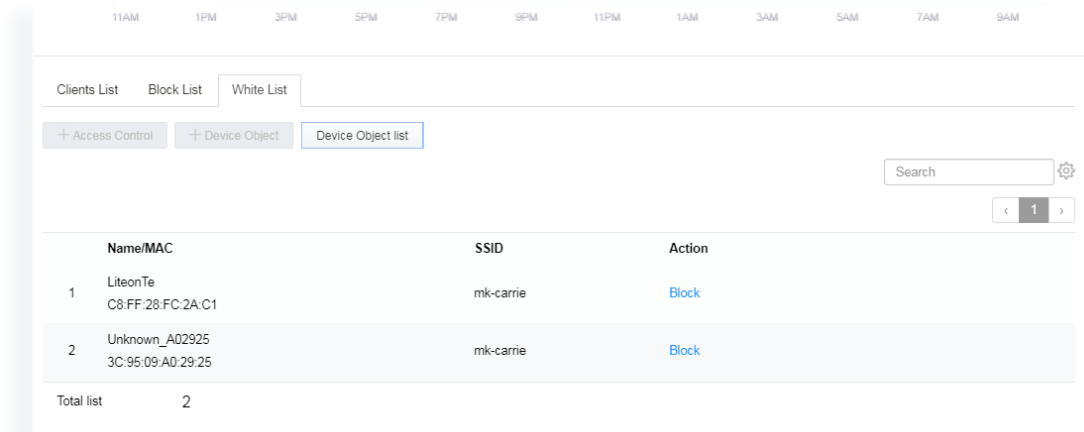 11AM 1PM 3PM 5PM 7PM 9PM 11PM 1AM 3AM 5AM 7AM 9AM
Clients List Block List White List
+ Access Control + Device Object Device Object list
Search
‹ 1 ›
Name/MAC SSID Action
1 LiteonTe mk-carrie Block
C8:FF:28:FC:2A:C1
2 Unknown_A02925 mk-carrie Block
3C:95:09:A0:29:25
Total list 2